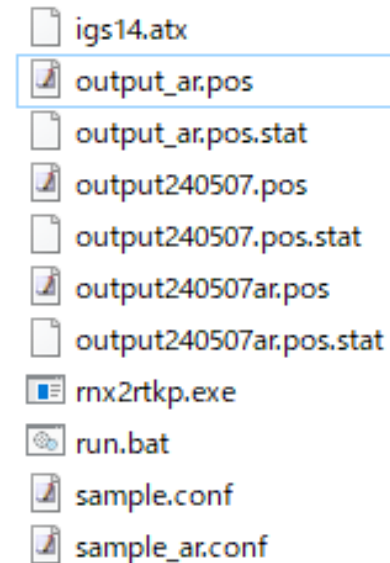 igs14.atx
output_ar.pos
output_ar.pos.stat
output240507.pos
output240507.pos.stat
output240507ar.pos
output240507ar.pos.stat
rnx2rtkp.exe
run.bat
sample.conf
sample_ar.conf